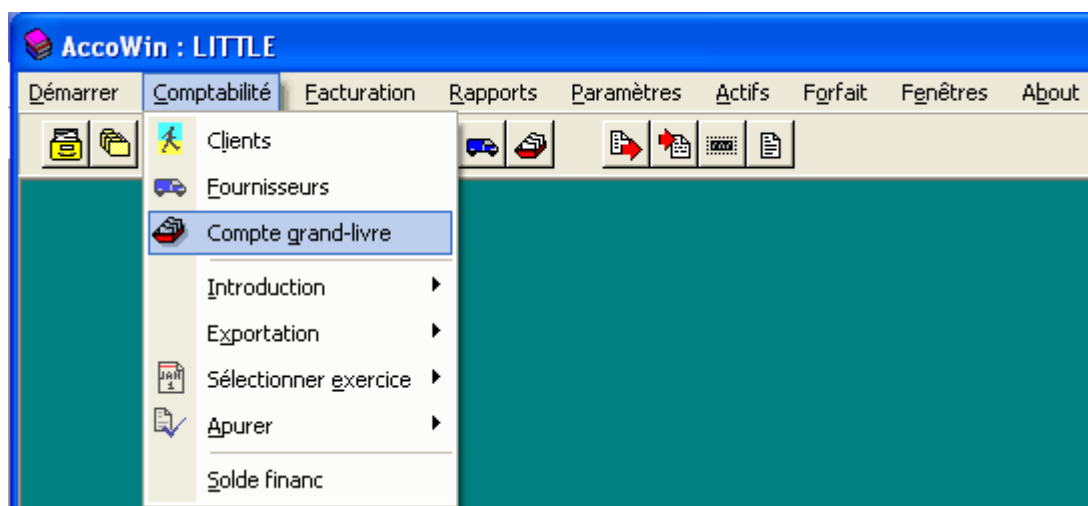 AccoWin : LITTLE
Démarrer Comptabilité Facturation Rapports Paramètres Actifs Forfait Fenêtres About
Clients
Fournisseurs
Compte grand-livre
Introduction
Exportation
Sélectionner exercice
Apurer
Solde financ